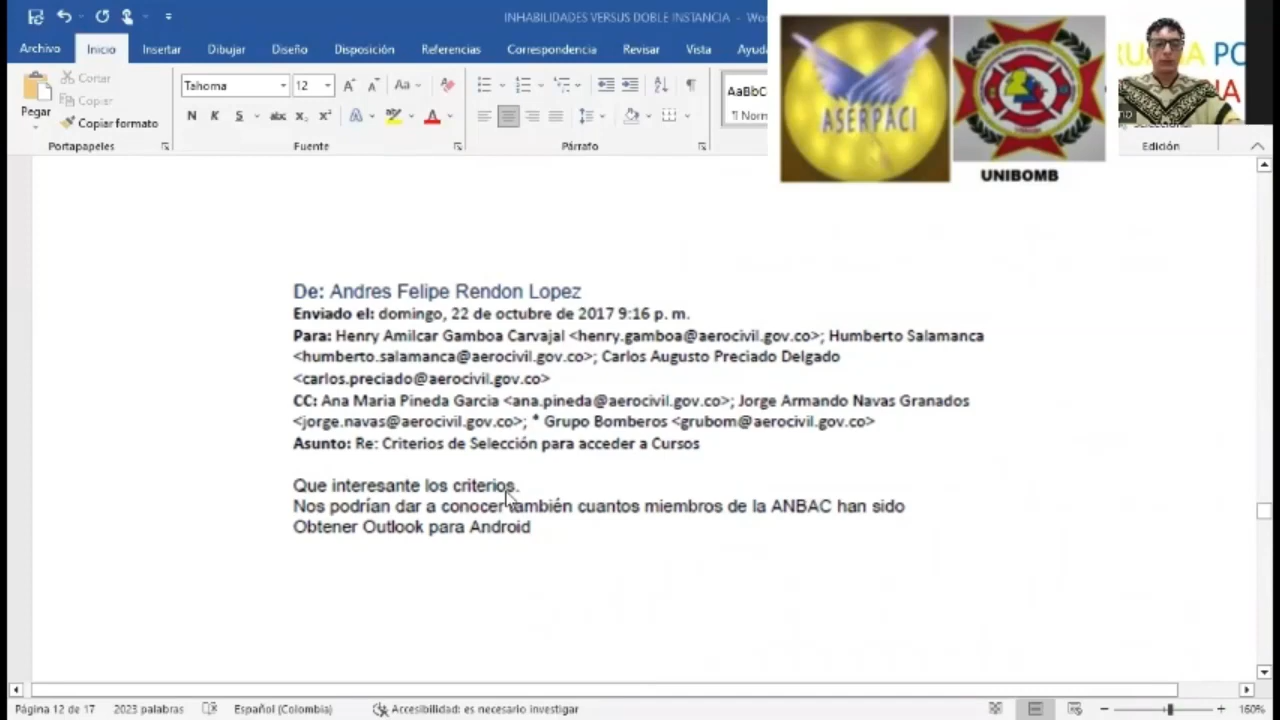 INHABILIDADES VERSUS DOBLE INSTANCIA - Wo
Archivo Inicio Insertar Dibujar Diseño Disposición Referencias Correspondencia Revisar Vista Ayuda
Pegar
Cortar
Copiar
Copiar formato
Portapapeles
Tahoma 12
Aa
N K S abc x₂ x²
Fuente
Párrafo
AaBbC
¶ Norm
Edición
ASERPACI
UNIBOMB
De: Andres Felipe Rendon Lopez
Enviado el: domingo, 22 de octubre de 2017 9:16 p. m.
Para: Henry Amilcar Gamboa Carvajal <henry.gamboa@aerocivil.gov.co>; Humberto Salamanca
<humberto.salamanca@aerocivil.gov.co>; Carlos Augusto Preciado Delgado
<carlos.preciado@aerocivil.gov.co>
CC: Ana Maria Pineda Garcia <ana.pineda@aerocivil.gov.co>; Jorge Armando Navas Granados
<jorge.navas@aerocivil.gov.co>; * Grupo Bomberos <grubom@aerocivil.gov.co>
Asunto: Re: Criterios de Selección para acceder a Cursos
Que interesante los criterios.
Nos podrían dar a conocer también cuantos miembros de la ANBAC han sido
Obtener Outlook para Android
Página 12 de 17 2023 palabras Español (Colombia) Accesibilidad: es necesario investigar 160%